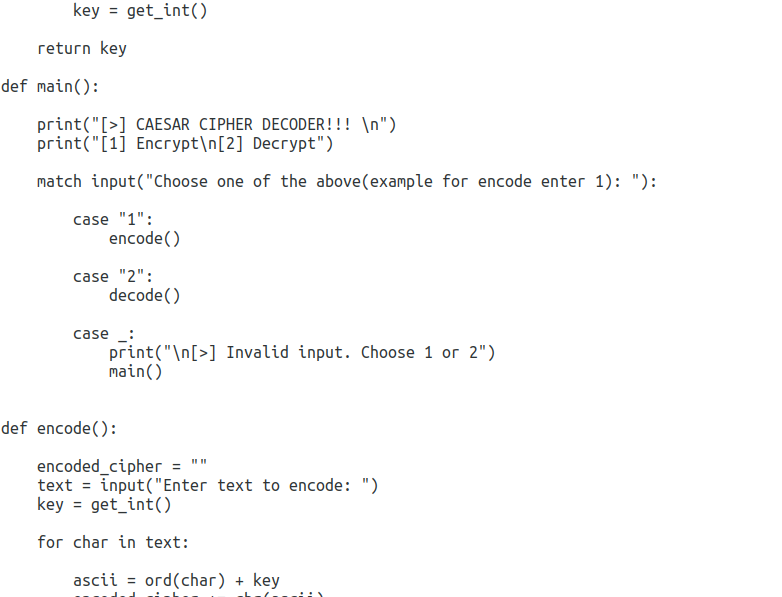 key = get_int()
    return key
def main():
    print("[>] CAESAR CIPHER DECODER!!! \n")
    print("[1] Encrypt\n[2] Decrypt")
    match input("Choose one of the above(example for encode enter 1): "):
        case "1":
            encode()
        case "2":
            decode()
        case _:
            print("\n[>] Invalid input. Choose 1 or 2")
            main()
def encode():
    encoded_cipher = ""
    text = input("Enter text to encode: ")
    key = get_int()
    for char in text:
        ascii = ord(char) + key
        encoded_cipher += chr(ascii)